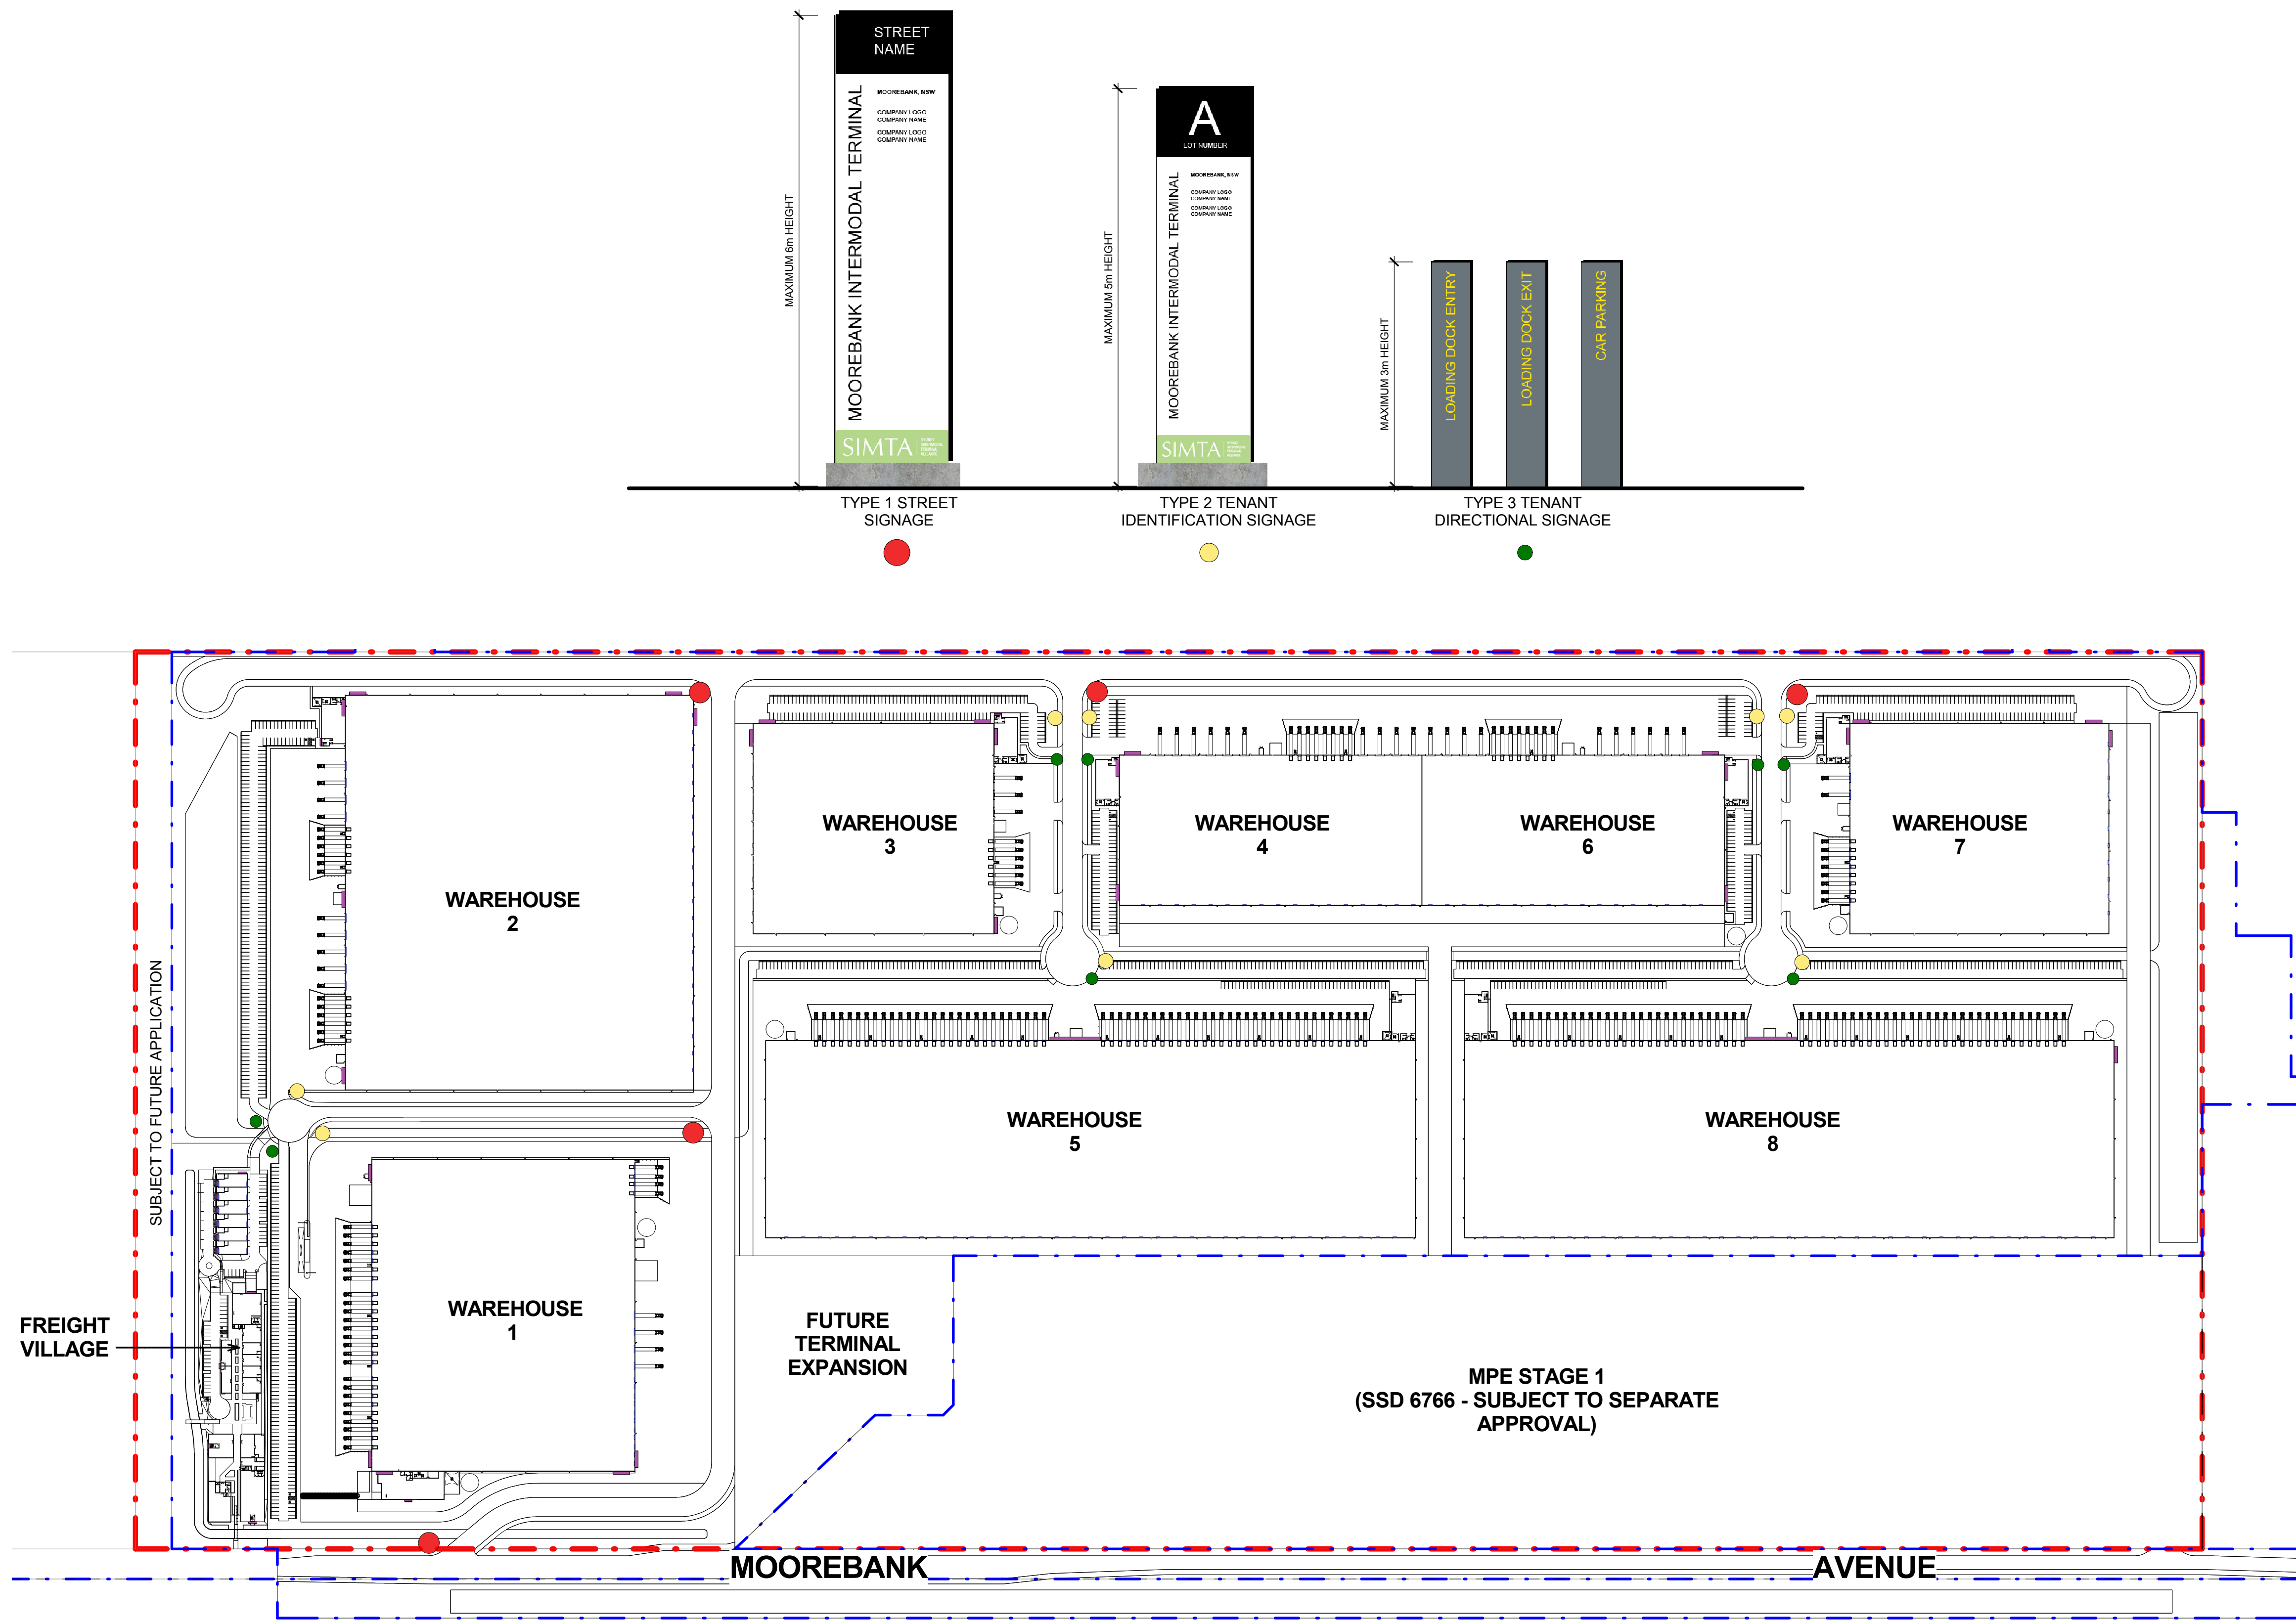 STREET
NAME
MOOREBANK INTERMODAL TERMINAL
MOOREBANK, NSW
COMPANY LOGO
COMPANY NAME
COMPANY LOGO
COMPANY NAME
SIMTA
MAXIMUM 6m HEIGHT
TYPE 1 STREET
SIGNAGE
A
LOT NUMBER
MOOREBANK INTERMODAL TERMINAL
MOOREBANK, NSW
COMPANY LOGO
COMPANY NAME
COMPANY LOGO
COMPANY NAME
SIMTA
MAXIMUM 5m HEIGHT
TYPE 2 TENANT
IDENTIFICATION SIGNAGE
MAXIMUM 3m HEIGHT
LOADING DOCK ENTRY
LOADING DOCK EXIT
CAR PARKING
TYPE 3 TENANT
DIRECTIONAL SIGNAGE
WAREHOUSE
2
WAREHOUSE
3
WAREHOUSE
4
WAREHOUSE
6
WAREHOUSE
7
SUBJECT TO FUTURE APPLICATION
WAREHOUSE
5
WAREHOUSE
8
FREIGHT
VILLAGE
WAREHOUSE
1
FUTURE
TERMINAL
EXPANSION
MPE STAGE 1
(SSD 6766 - SUBJECT TO SEPARATE
APPROVAL)
MOOREBANK
AVENUE